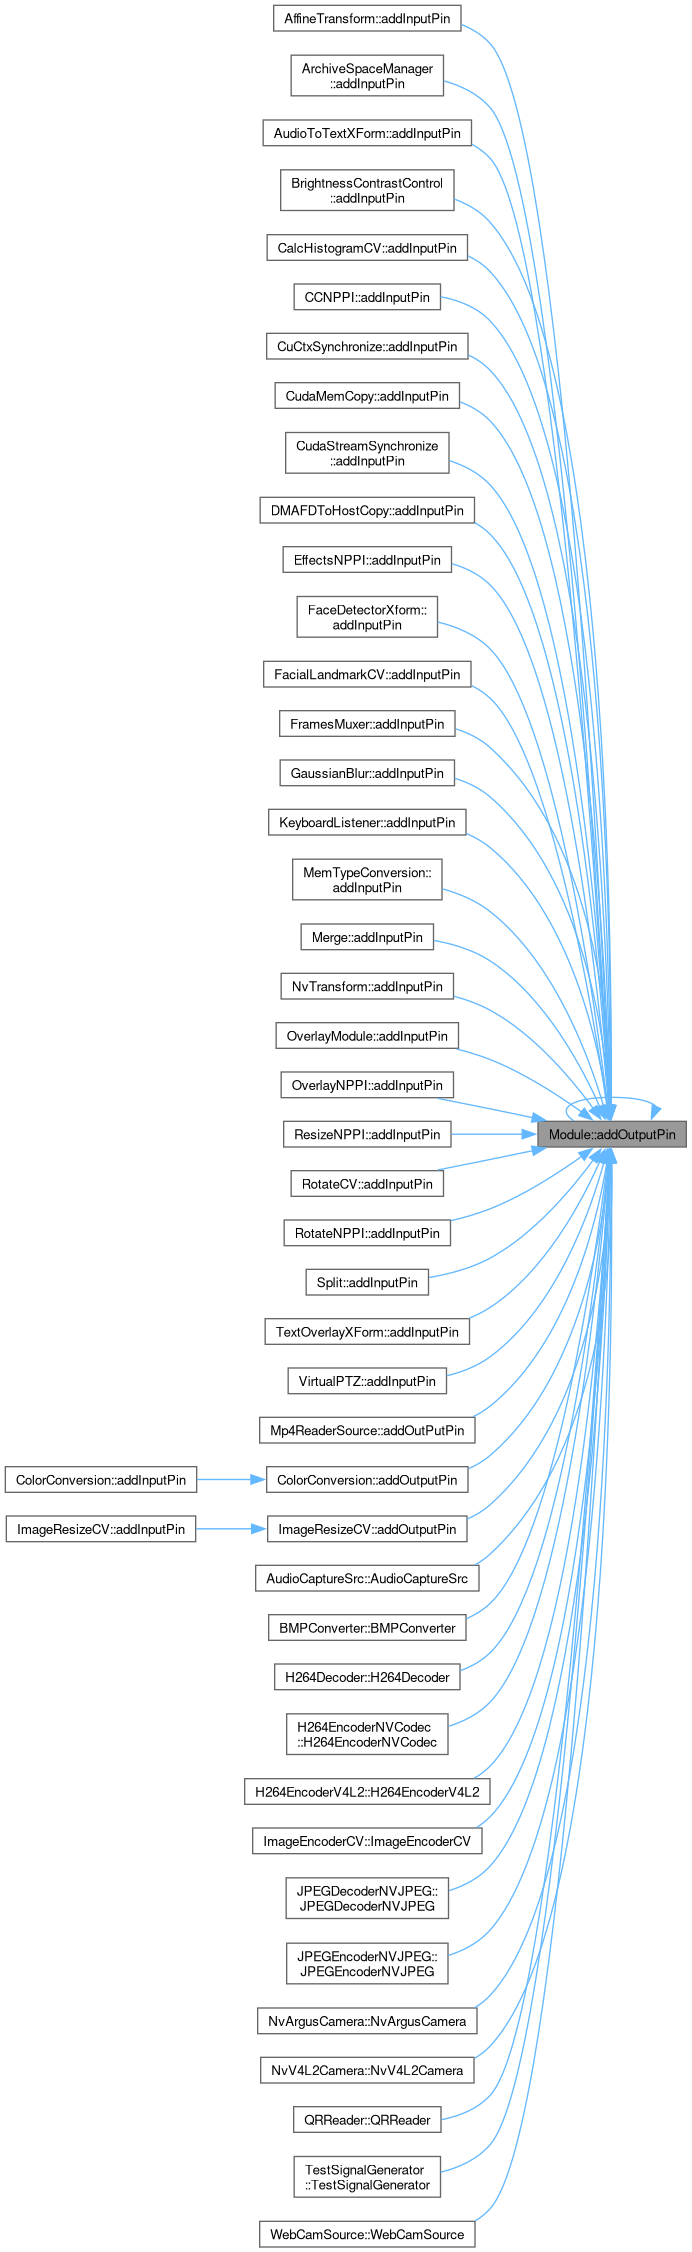 AffineTransform::addInputPin
ArchiveSpaceManager
::addInputPin
AudioToTextXForm::addInputPin
BrightnessContrastControl
::addInputPin
CalcHistogramCV::addInputPin
CCNPPI::addInputPin
CuCtxSynchronize::addInputPin
CudaMemCopy::addInputPin
CudaStreamSynchronize
::addInputPin
DMAFDToHostCopy::addInputPin
EffectsNPPI::addInputPin
FaceDetectorXform::
addInputPin
FacialLandmarkCV::addInputPin
FramesMuxer::addInputPin
GaussianBlur::addInputPin
KeyboardListener::addInputPin
MemTypeConversion::
addInputPin
Merge::addInputPin
NvTransform::addInputPin
OverlayModule::addInputPin
OverlayNPPI::addInputPin
ResizeNPPI::addInputPin
Module::addOutputPin
RotateCV::addInputPin
RotateNPPI::addInputPin
Split::addInputPin
TextOverlayXForm::addInputPin
VirtualPTZ::addInputPin
Mp4ReaderSource::addOutPutPin
ColorConversion::addInputPin
ColorConversion::addOutputPin
ImageResizeCV::addInputPin
ImageResizeCV::addOutputPin
AudioCaptureSrc::AudioCaptureSrc
BMPConverter::BMPConverter
H264Decoder::H264Decoder
H264EncoderNVCodec
::H264EncoderNVCodec
H264EncoderV4L2::H264EncoderV4L2
ImageEncoderCV::ImageEncoderCV
JPEGDecoderNVJPEG::
JPEGDecoderNVJPEG
JPEGEncoderNVJPEG::
JPEGEncoderNVJPEG
NvArgusCamera::NvArgusCamera
NvV4L2Camera::NvV4L2Camera
QRReader::QRReader
TestSignalGenerator
::TestSignalGenerator
WebCamSource::WebCamSource